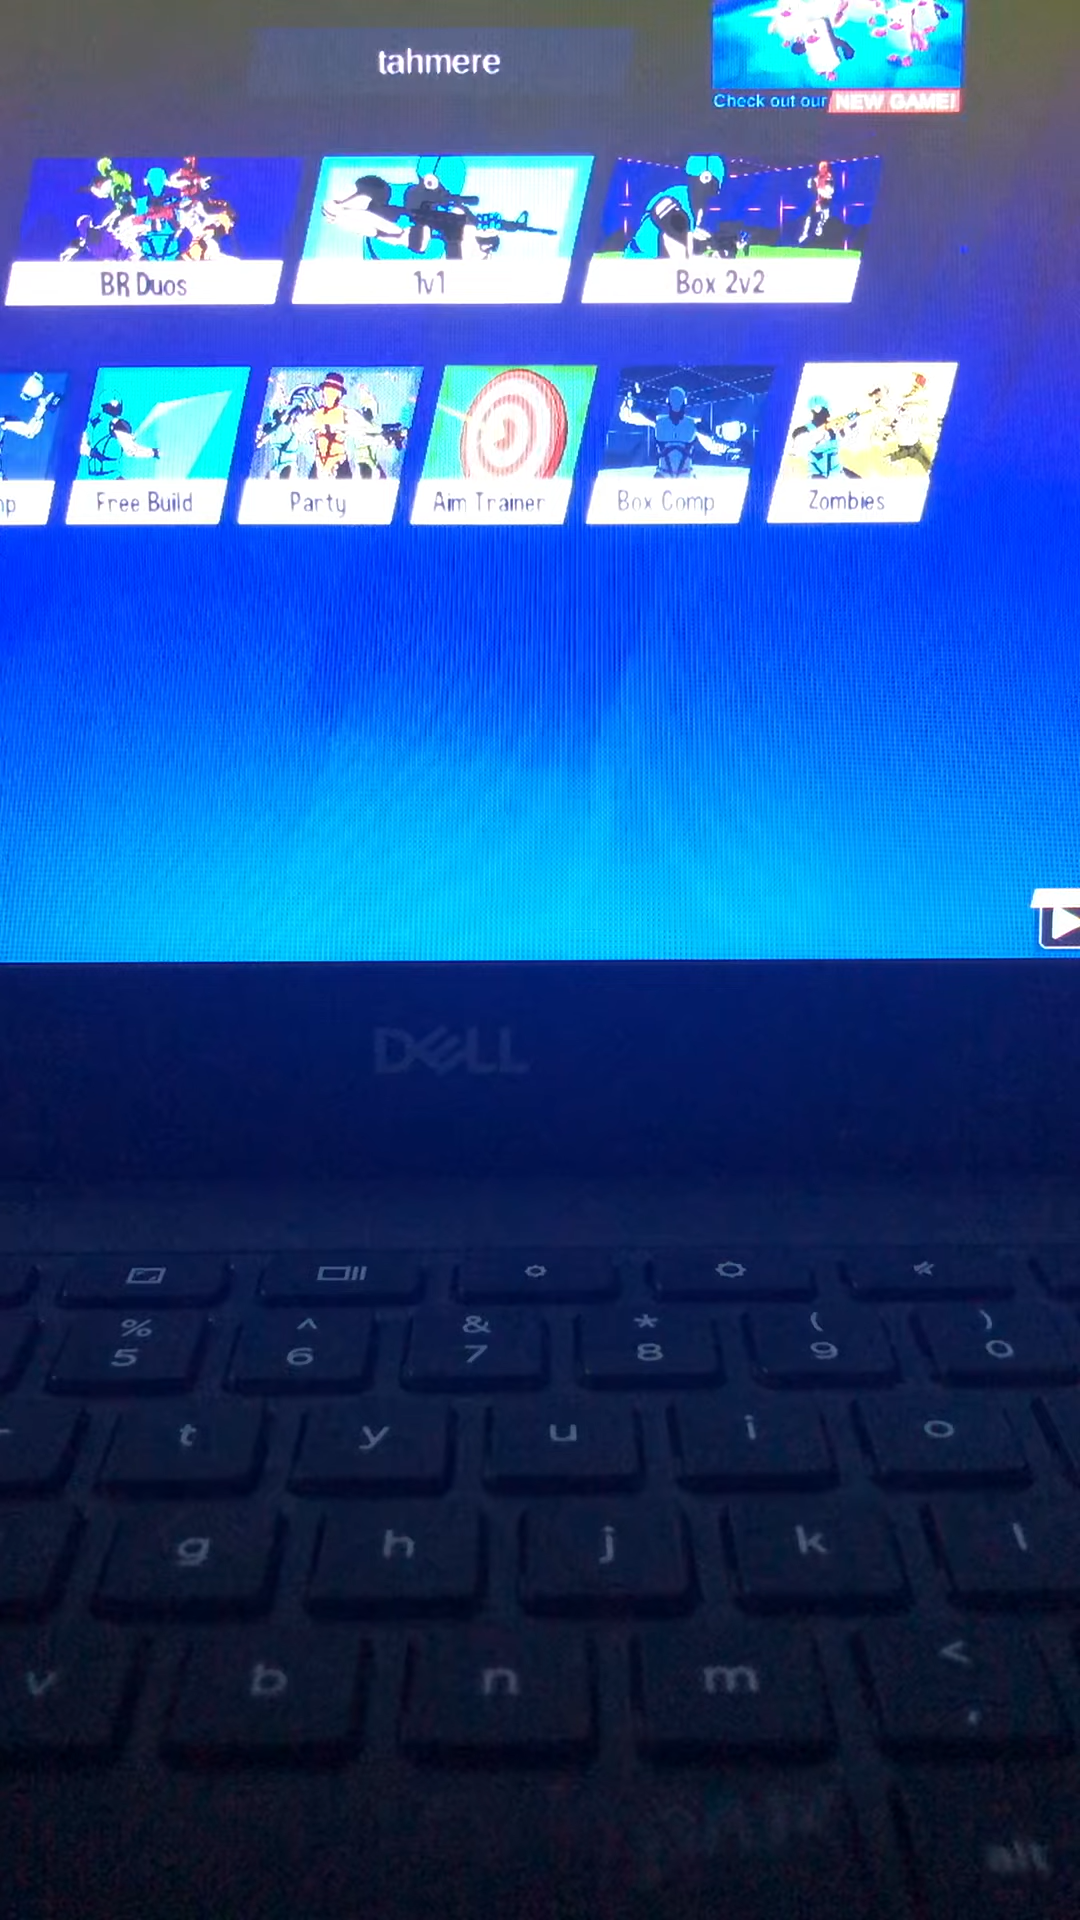 tahmere
Check out our NEW GAME!
BR Duos
1v1
Box 2v2
Free Build
Party
Aim Trainer
Box Comp
Zombies
DELL
% ^ & * ( )
5 6 7 8 9 0
t y u i o
g h j k l
v b n m <
,
alt